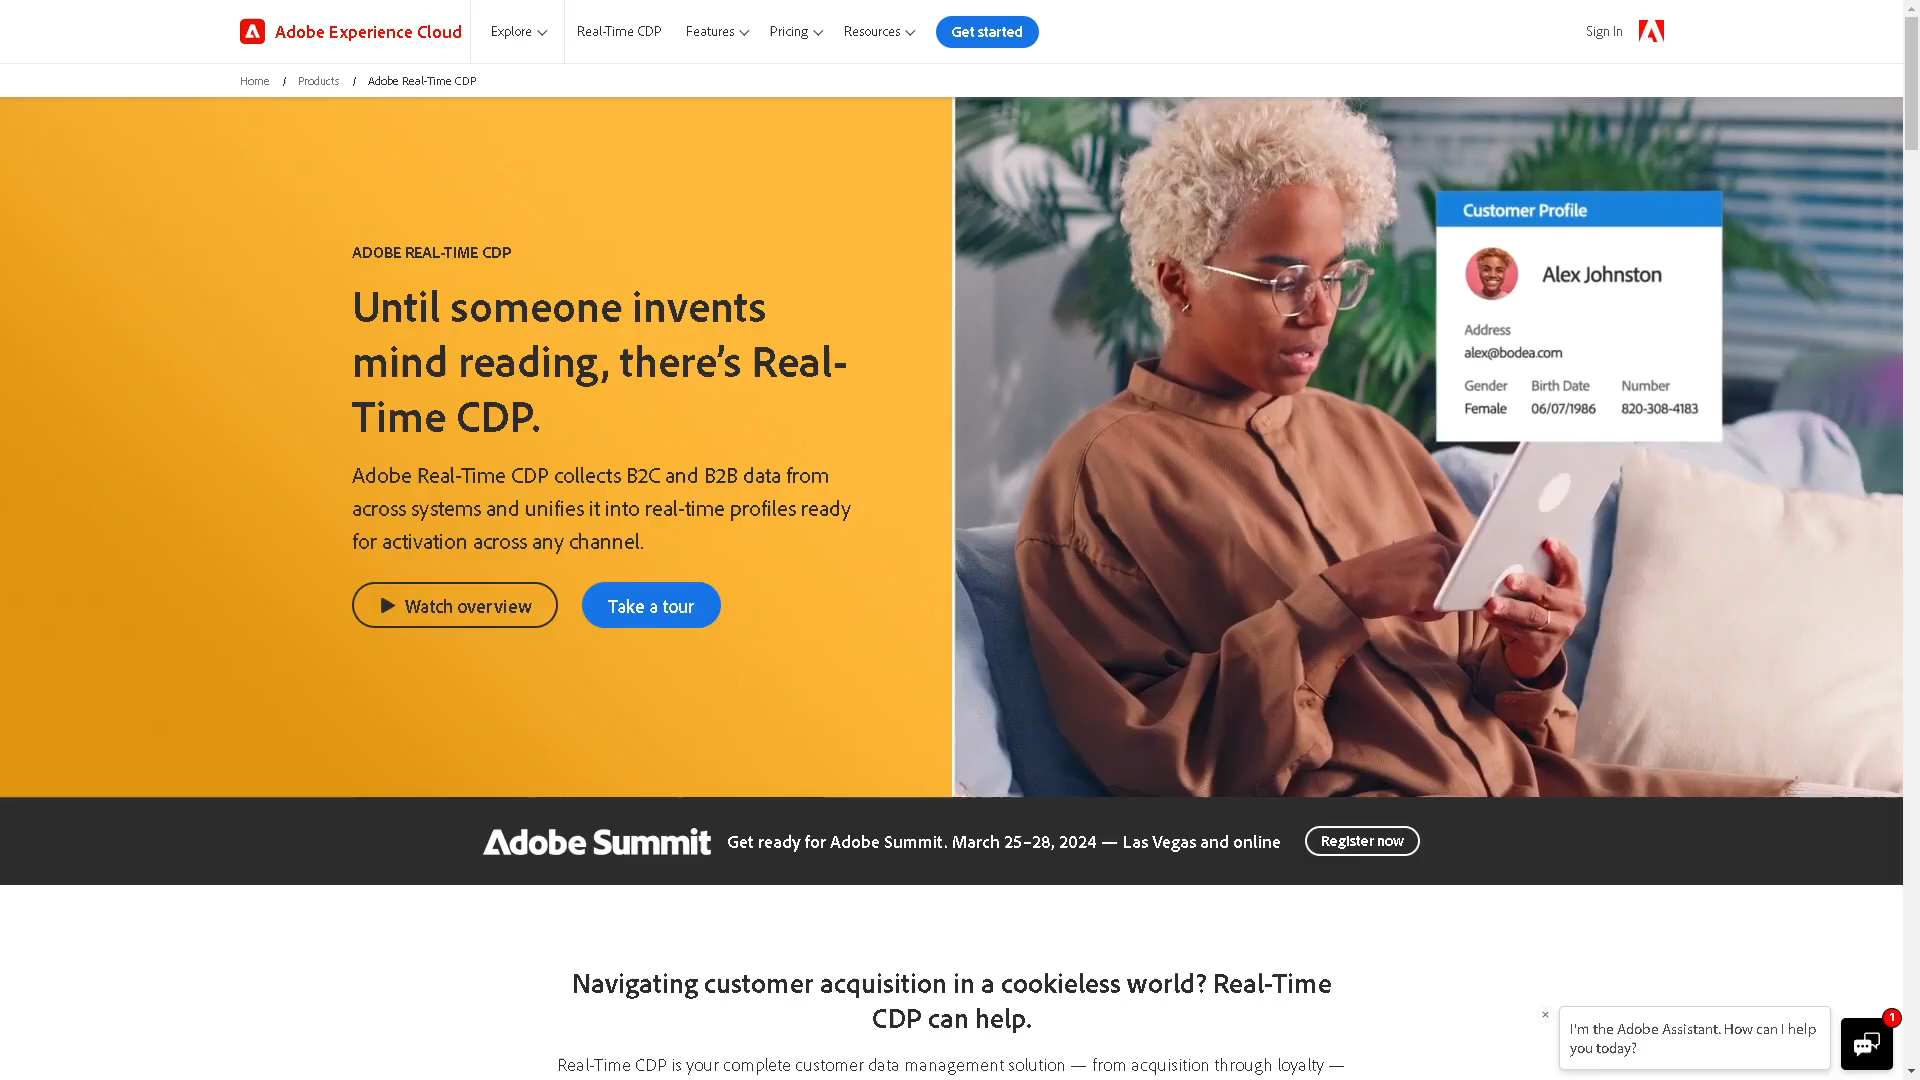 Adobe Experience Cloud
Explore
Real-Time CDP
Features
Pricing
Resources
Get started
Sign In
Home / Products / Adobe Real-Time CDP
ADOBE REAL-TIME CDP
Until someone invents
mind reading, there’s Real-
Time CDP.
Adobe Real-Time CDP collects B2C and B2B data from
across systems and unifies it into real-time profiles ready
for activation across any channel.
Watch overview
Take a tour
Customer Profile
Alex Johnston
Address
alex@bodea.com
Gender Birth Date Number
Female 06/07/1986 820-308-4183
Adobe Summit Get ready for Adobe Summit. March 25–28, 2024 — Las Vegas and online
Register now
Navigating customer acquisition in a cookieless world? Real-Time
CDP can help.
Real-Time CDP is your complete customer data management solution — from acquisition through loyalty —
I'm the Adobe Assistant. How can I help
you today?
1